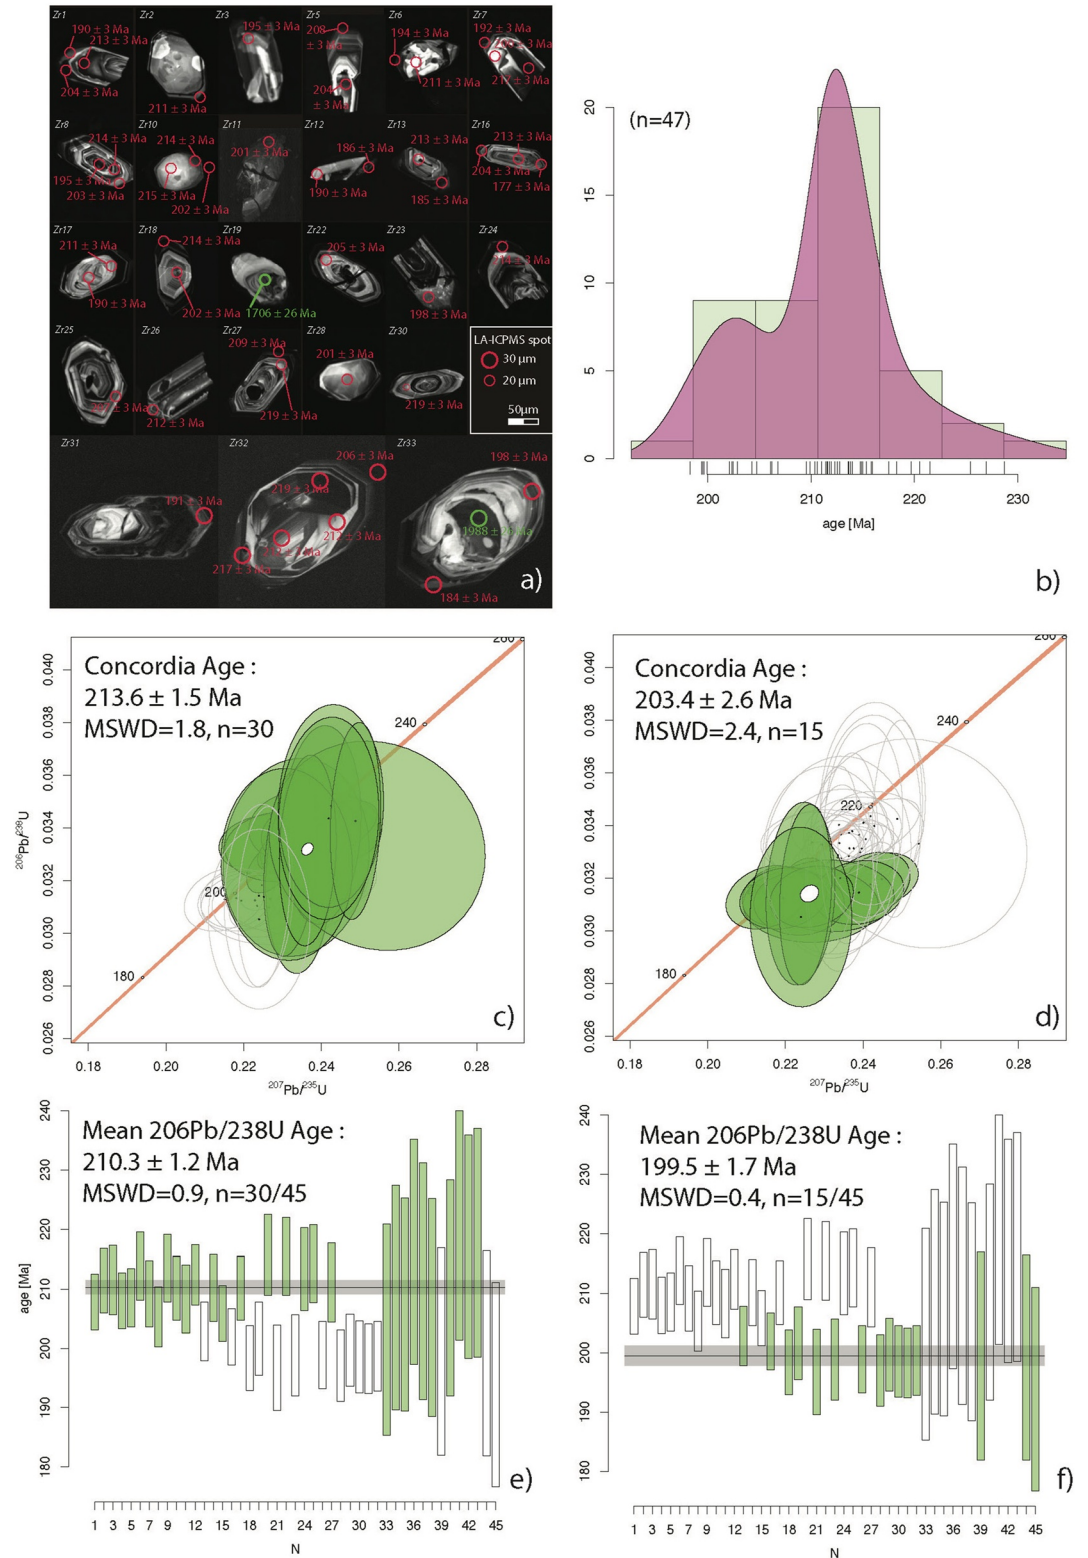 Zr1
190 ± 3 Ma
213 ± 3 Ma
204 ± 3 Ma
Zr2
211 ± 3 Ma
Zr3
195 ± 3 Ma
Zr5
208
± 3 Ma
204
± 3 Ma
Zr6
194 ± 3 Ma
211 ± 3 Ma
Zr7
192 ± 3 Ma
± 3 Ma
± 3 Ma
Zr8
214 ± 3 Ma
195 ± 3 Ma
203 ± 3 Ma
Zr10
214 ± 3 Ma
215 ± 3 Ma
202 ± 3 Ma
Zr11
201 ± 3 Ma
Zr12
186 ± 3 Ma
190 ± 3 Ma
Zr13
213 ± 3 Ma
185 ± 3 Ma
Zr16
213 ± 3 Ma
204 ± 3 Ma
177 ± 3 Ma
Zr17
211 ± 3 Ma
190 ± 3 Ma
Zr18
214 ± 3 Ma
202 ± 3 Ma
Zr19
1706 ± 26 Ma
Zr22
205 ± 3 Ma
Zr23
198 ± 3 Ma
Zr24
214 ± 3 Ma
Zr25
± 3 Ma
Zr26
212 ± 3 Ma
Zr27
209 ± 3 Ma
219 ± 3 Ma
Zr28
201 ± 3 Ma
Zr30
219 ± 3 Ma
LA-ICPMS spot
30 µm
20 µm
50µm
Zr31
191 ± 3 Ma
Zr32
206 ± 3 Ma
219 ± 3 Ma
± 3 Ma
± 3 Ma
217 ± 3 Ma
Zr33
198 ± 3 Ma
1988 ± Ma
184 ± 3 Ma
a)
(n=47)
20
15
10
5
0
200 210 220 230
age [Ma]
b)
Concordia Age :
213.6 ± 1.5 Ma
MSWD=1.8, n=30
260
240
200
180
0.040
0.038
0.036
0.034
0.032
0.030
0.028
0.026
206Pb/238U
0.18 0.20 0.22 0.24 0.26 0.28
207Pb/235U
c)
Concordia Age :
203.4 ± 2.6 Ma
MSWD=2.4, n=15
260
240
220
180
0.040
0.038
0.036
0.034
0.032
0.030
0.028
0.026
0.18 0.20 0.22 0.24 0.26 0.28
207Pb/235U
d)
Mean 206Pb/238U Age :
210.3 ± 1.2 Ma
MSWD=0.9, n=30/45
240
230
220
210
200
190
180
age [Ma]
1 3 5 7 9 12 15 18 21 24 27 30 33 36 39 42 45
N
e)
Mean 206Pb/238U Age :
199.5 ± 1.7 Ma
MSWD=0.4, n=15/45
240
230
220
210
200
190
180
1 3 5 7 9 12 15 18 21 24 27 30 33 36 39 42 45
N
f)